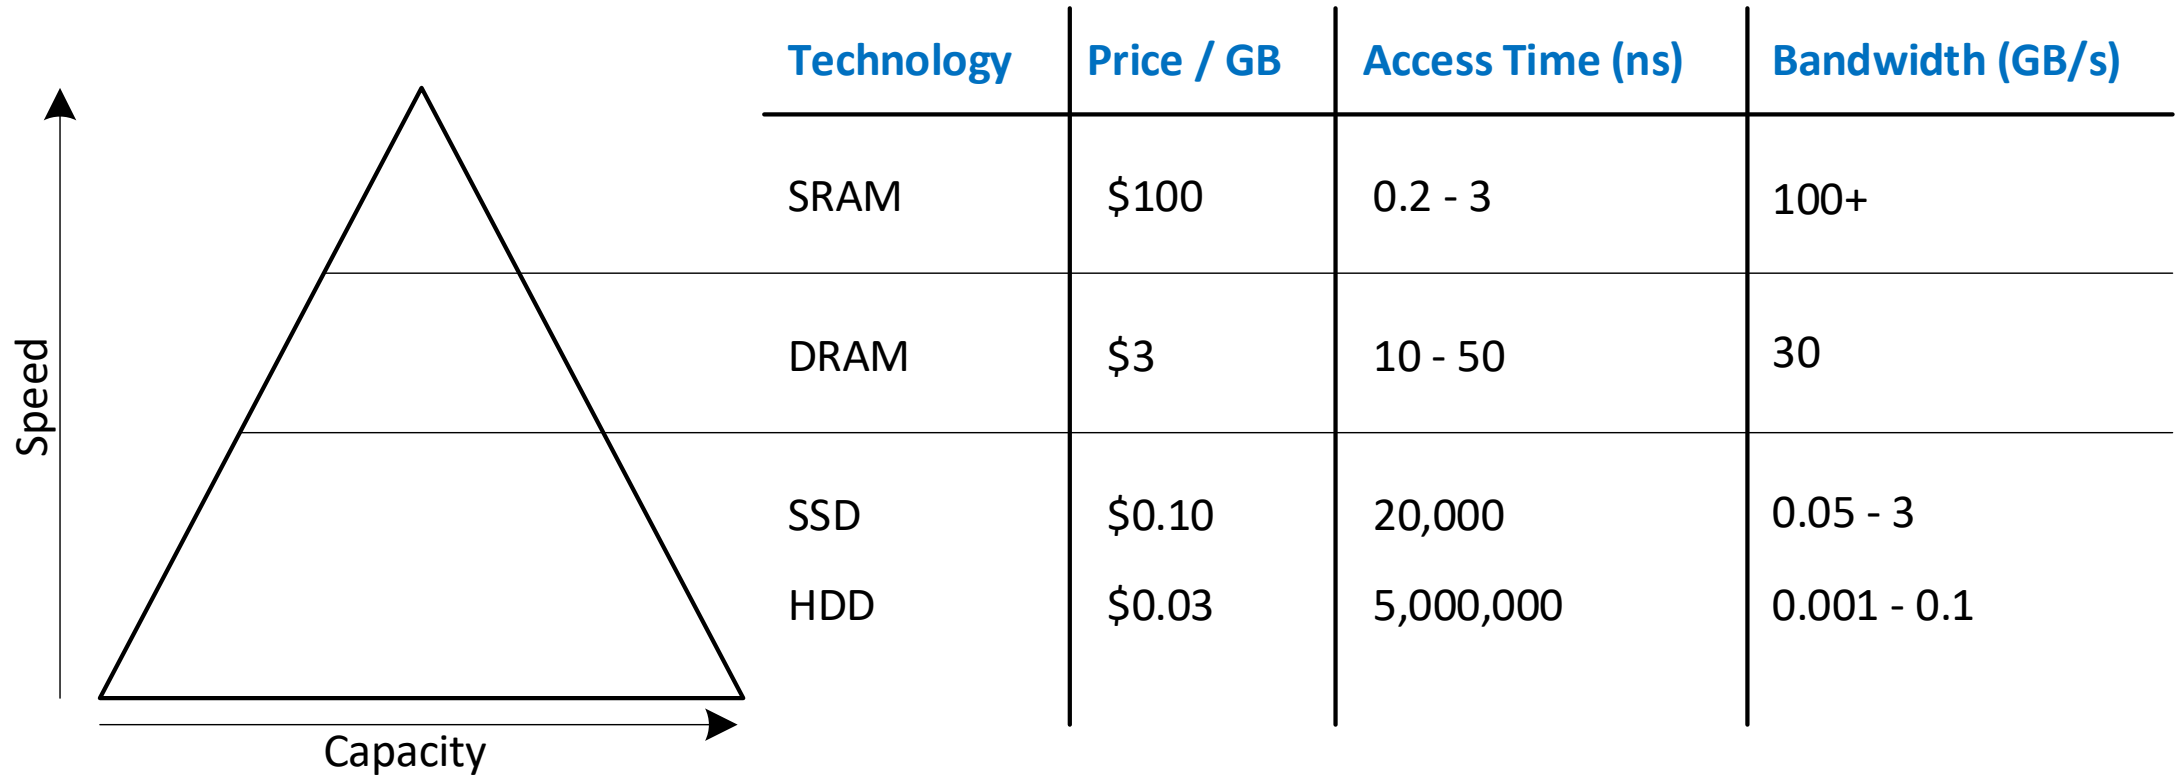 Technology Price / GB Access Time (ns) Bandwidth (GB/s)
SRAM $100 0.2 - 3 100+
DRAM $3 10 - 50 30
SSD $0.10 20,000 0.05 - 3
HDD $0.03 5,000,000 0.001 - 0.1
Speed
Capacity